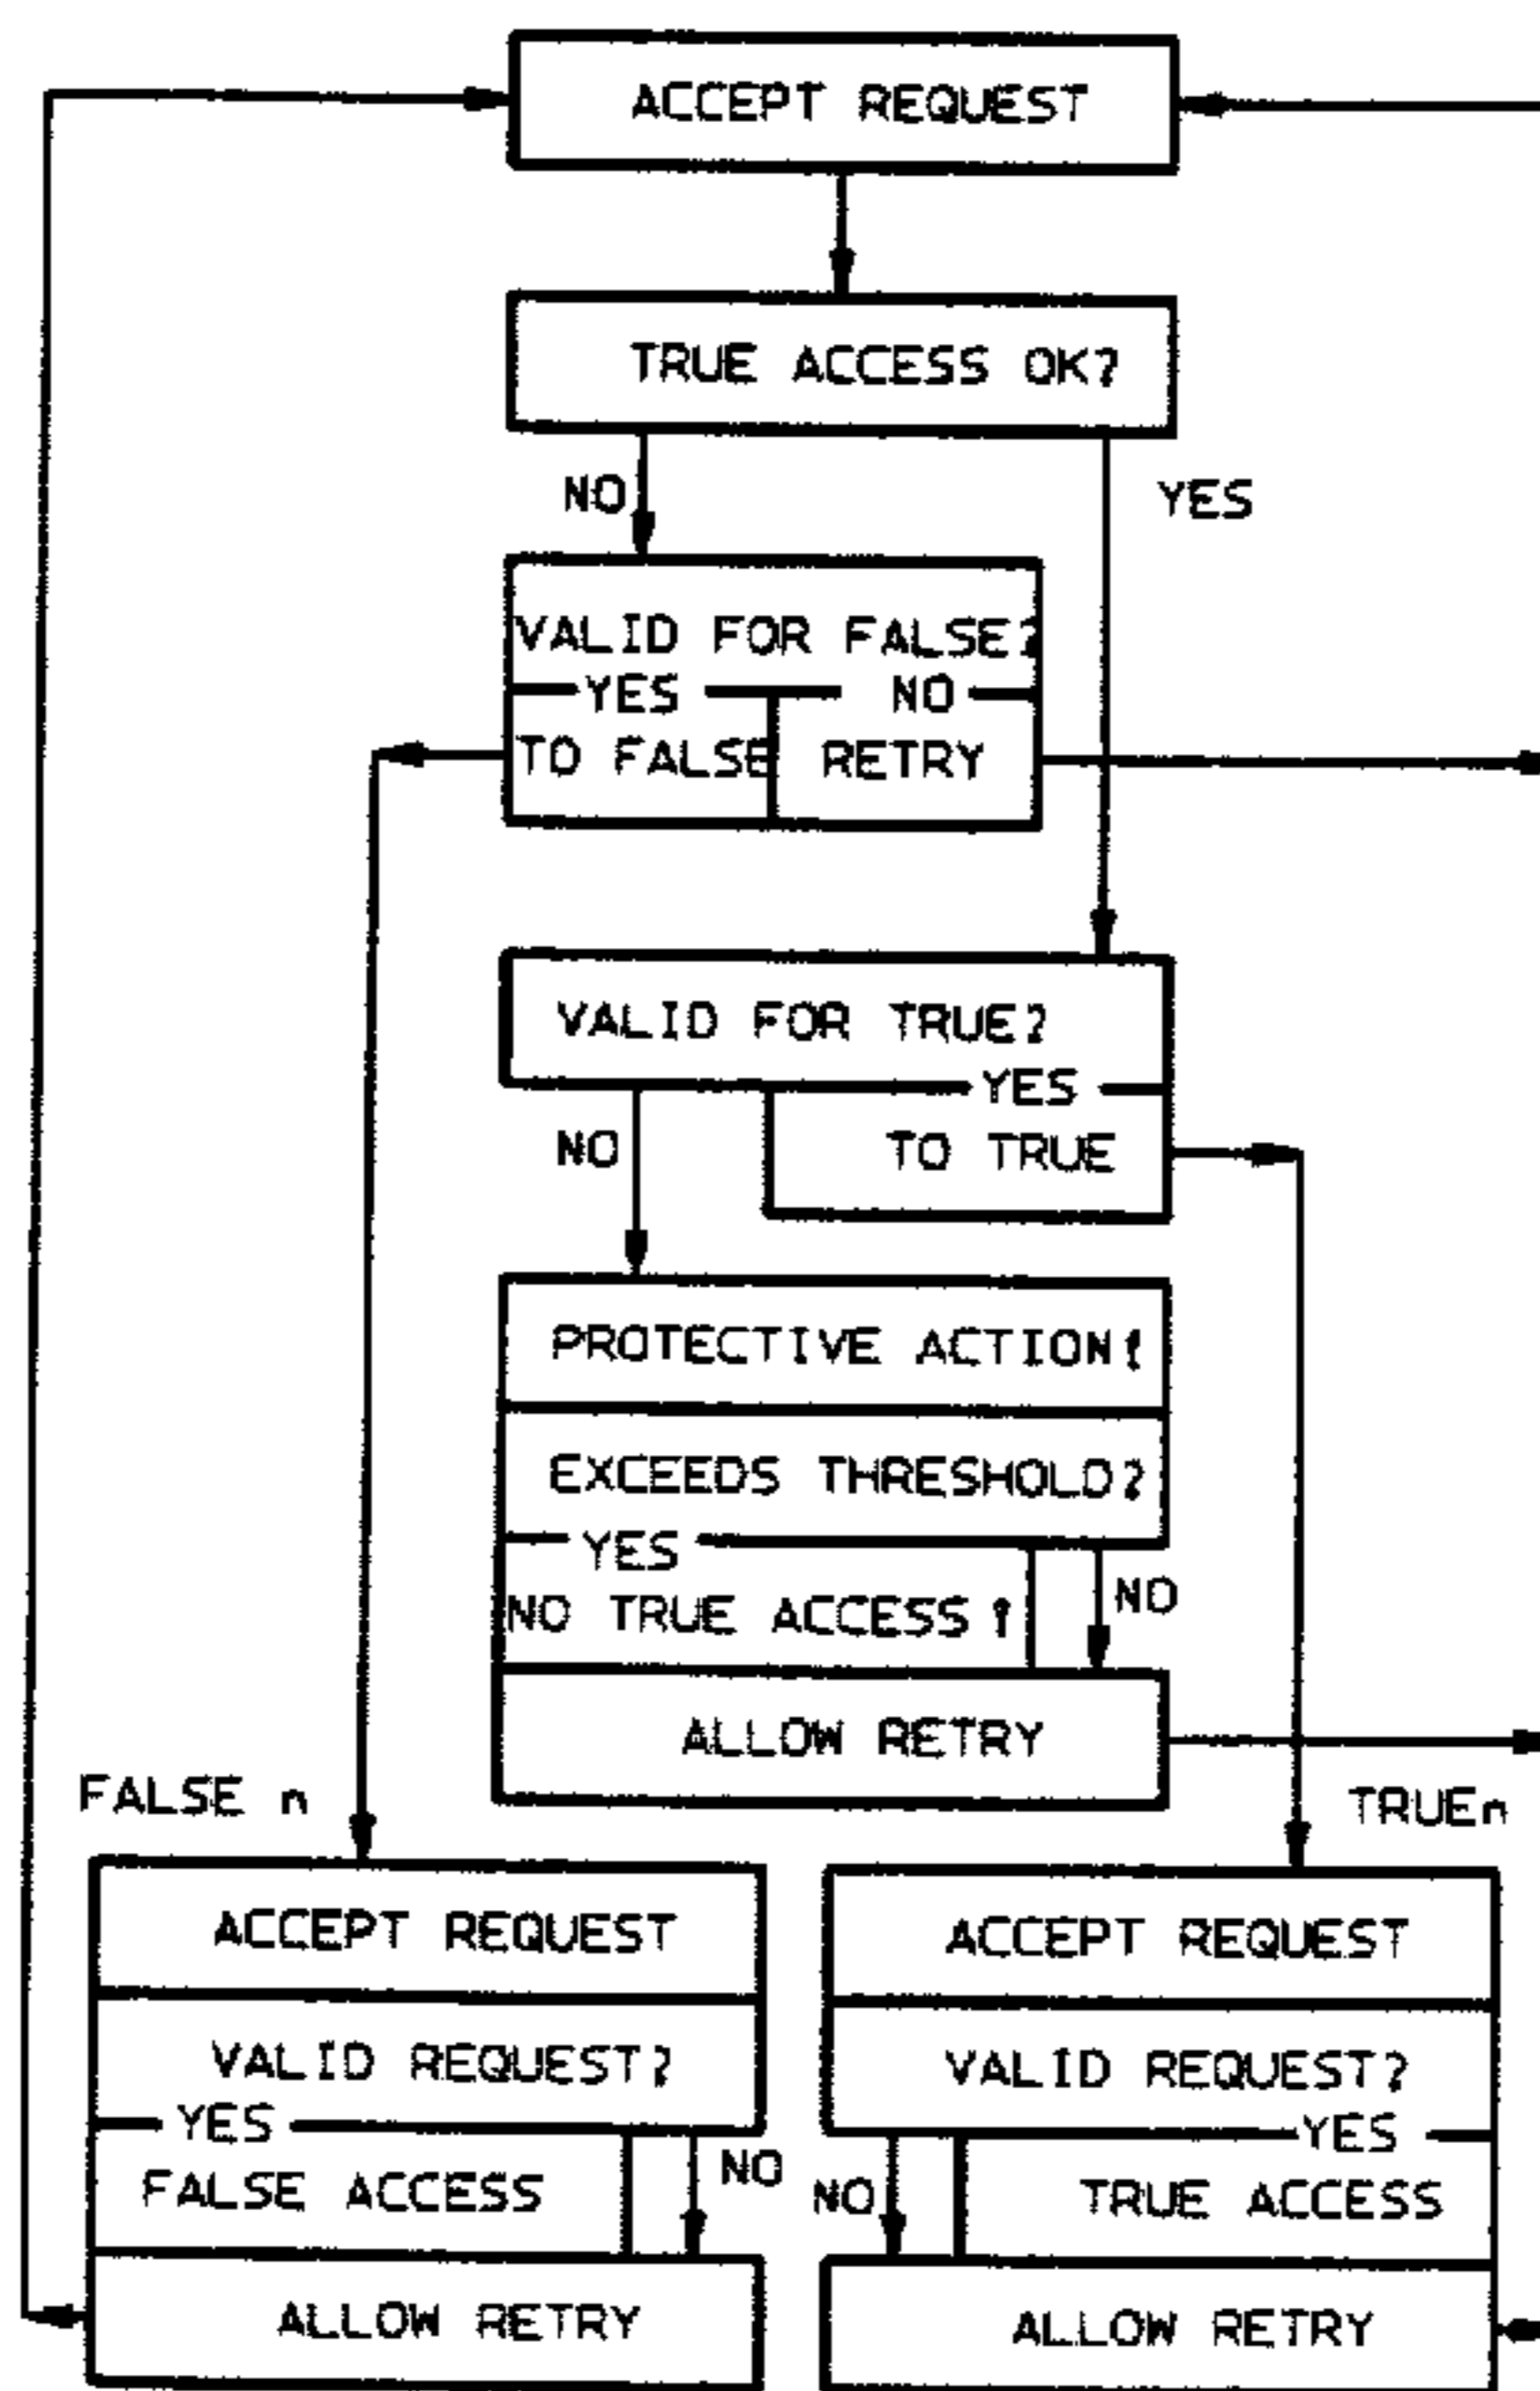 ACCEPT REQUEST
TRUE ACCESS OK?
NO
YES
VALID FOR FALSE?
YES
NO
TO FALSE
RETRY
VALID FOR TRUE?
YES
NO
TO TRUE
PROTECTIVE ACTION!
EXCEEDS THRESHOLD?
YES
NO
NO TRUE ACCESS!
ALLOW RETRY
FALSE n
TRUEn
ACCEPT REQUEST
VALID REQUEST?
YES
NO
FALSE ACCESS
ALLOW RETRY
ACCEPT REQUEST
VALID REQUEST?
YES
NO
TRUE ACCESS
ALLOW RETRY